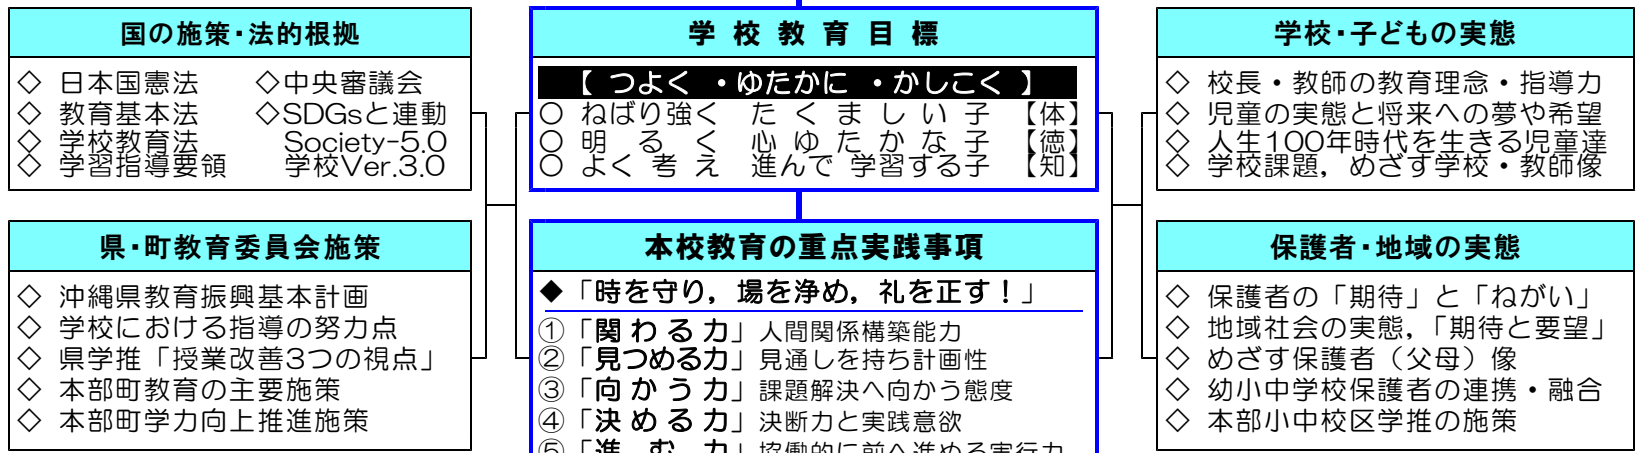 国の施策・法的根拠
◇ 日本国憲法 ◇中央審議会
◇ 教育基本法 ◇SDGsと連動
◇ 学校教育法 Society-5.0
◇ 学習指導要領 学校Ver.3.0
県・町教育委員会施策
◇ 沖縄県教育振興基本計画
◇ 学校における指導の努力点
◇ 県学推「授業改善3つの視点」
◇ 本部町教育の主要施策
◇ 本部町学力向上推進施策
学校教育目標
【 つよく ・ゆたかに ・かしこく 】
〇 ねばり強く たくましい子 【体】
〇 明るく 心ゆたかな子 【徳】
〇 よく考え 進んで学習する子 【知】
本校教育の重点実践事項
◆「時を守り，場を浄め，礼を正す！」
①「関わる力」人間関係構築能力
②「見つめる力」見通しを持ち計画性
③「向かう力」課題解決へ向かう態度
④「決める力」決断力と実践意欲
⑤「進む力」協働的に前へ進める実行力
学校・子どもの実態
◇ 校長・教師の教育理念・指導力
◇ 児童の実態と将来への夢や希望
◇ 人生100年時代を生きる児童達
◇ 学校課題，めざす学校・教師像
保護者・地域の実態
◇ 保護者の「期待」と「ねがい」
◇ 地域社会の実態，「期待と要望」
◇ めざす保護者（父母）像
◇ 幼小中学校保護者の連携・融合
◇ 本部小中校区学推の施策